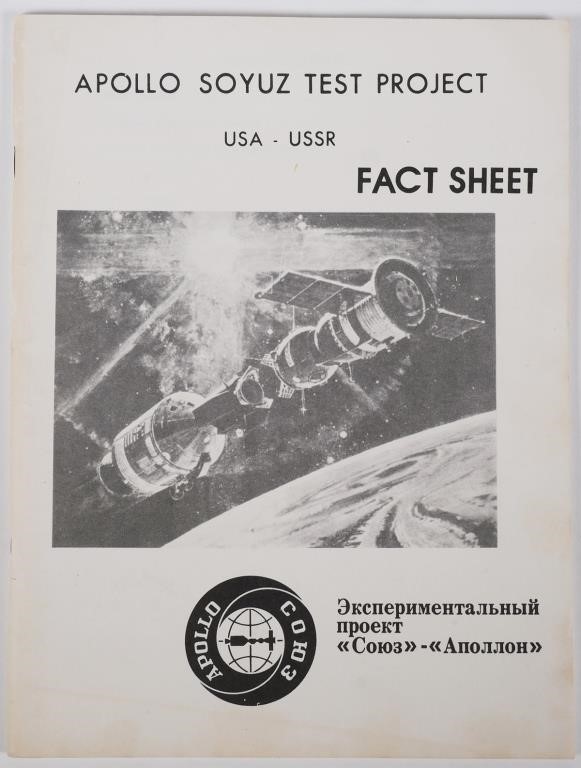 APOLLO SOYUZ TEST PROJECT
USA - USSR
FACT SHEET
APOLLO СОЮЗ
Экспериментальный
проект
«Союз»-«Аполлон»